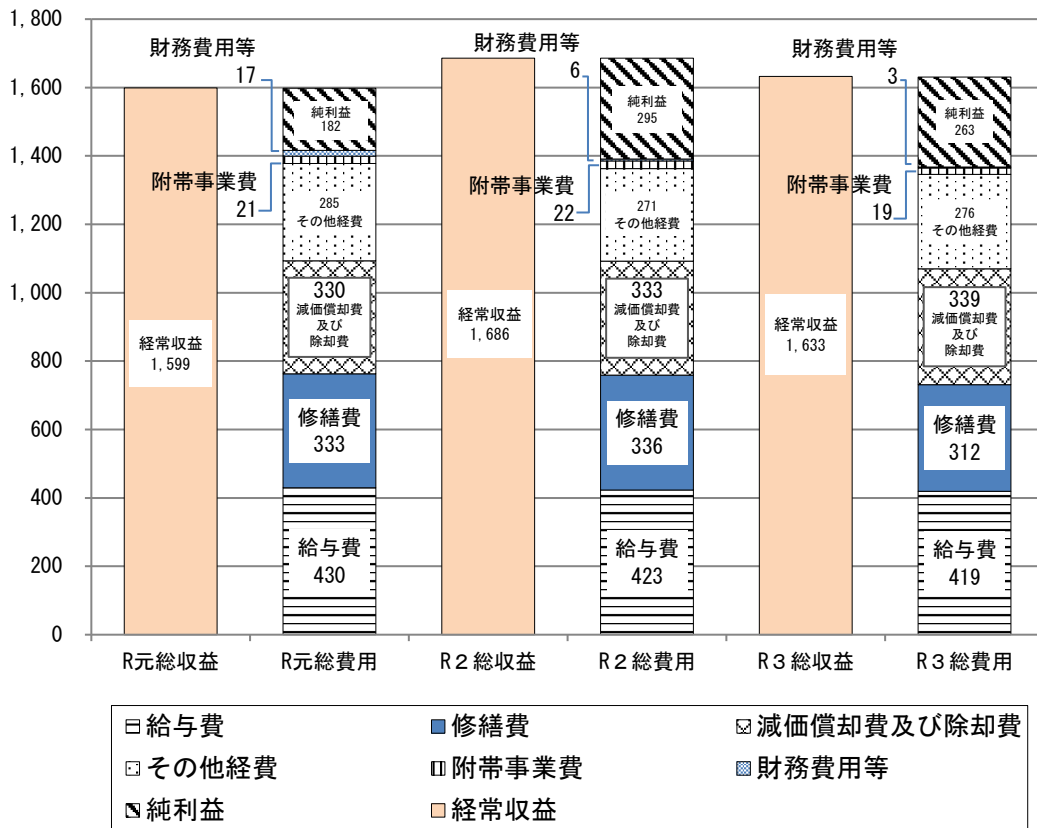 1,800
1,600
1,400
1,200
1,000
800
600
400
200
0
経常収益
1,599
財務費用等
17
附帯事業費
21
純利益
182
285
その他経費
330
減価償却費
及び
除却費
修繕費
333
給与費
430
経常収益
1,686
財務費用等
6
附帯事業費
22
純利益
295
271
その他経費
333
減価償却費
及び
除却費
修繕費
336
給与費
423
経常収益
1,633
財務費用等
3
附帯事業費
19
純利益
263
276
その他経費
339
減価償却費
及び
除却費
修繕費
312
給与費
419
R元総収益 R元総費用 R2総収益 R2総費用 R3総収益 R3総費用
給与費 修繕費 減価償却費及び除却費
その他経費 附帯事業費 財務費用等
純利益 経常収益